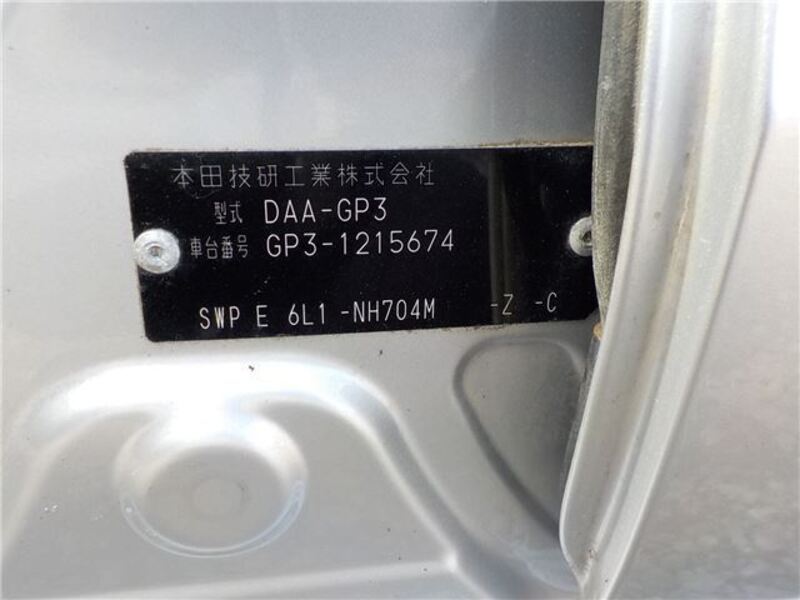 本田技研工業株式会社
型式 DAA-GP3
車台番号 GP3-1215674
SWP E 6L1 -NH704M -Z -C